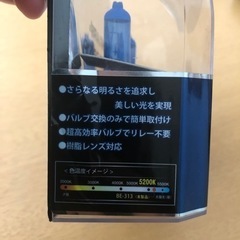 ●さらなる明るさを追求し
美しい光を実現
●バルブ交換のみで簡単取付け
●超高効率バルブでリレー不要
●樹脂レンズ対応
<色温度イメージ>
5200K